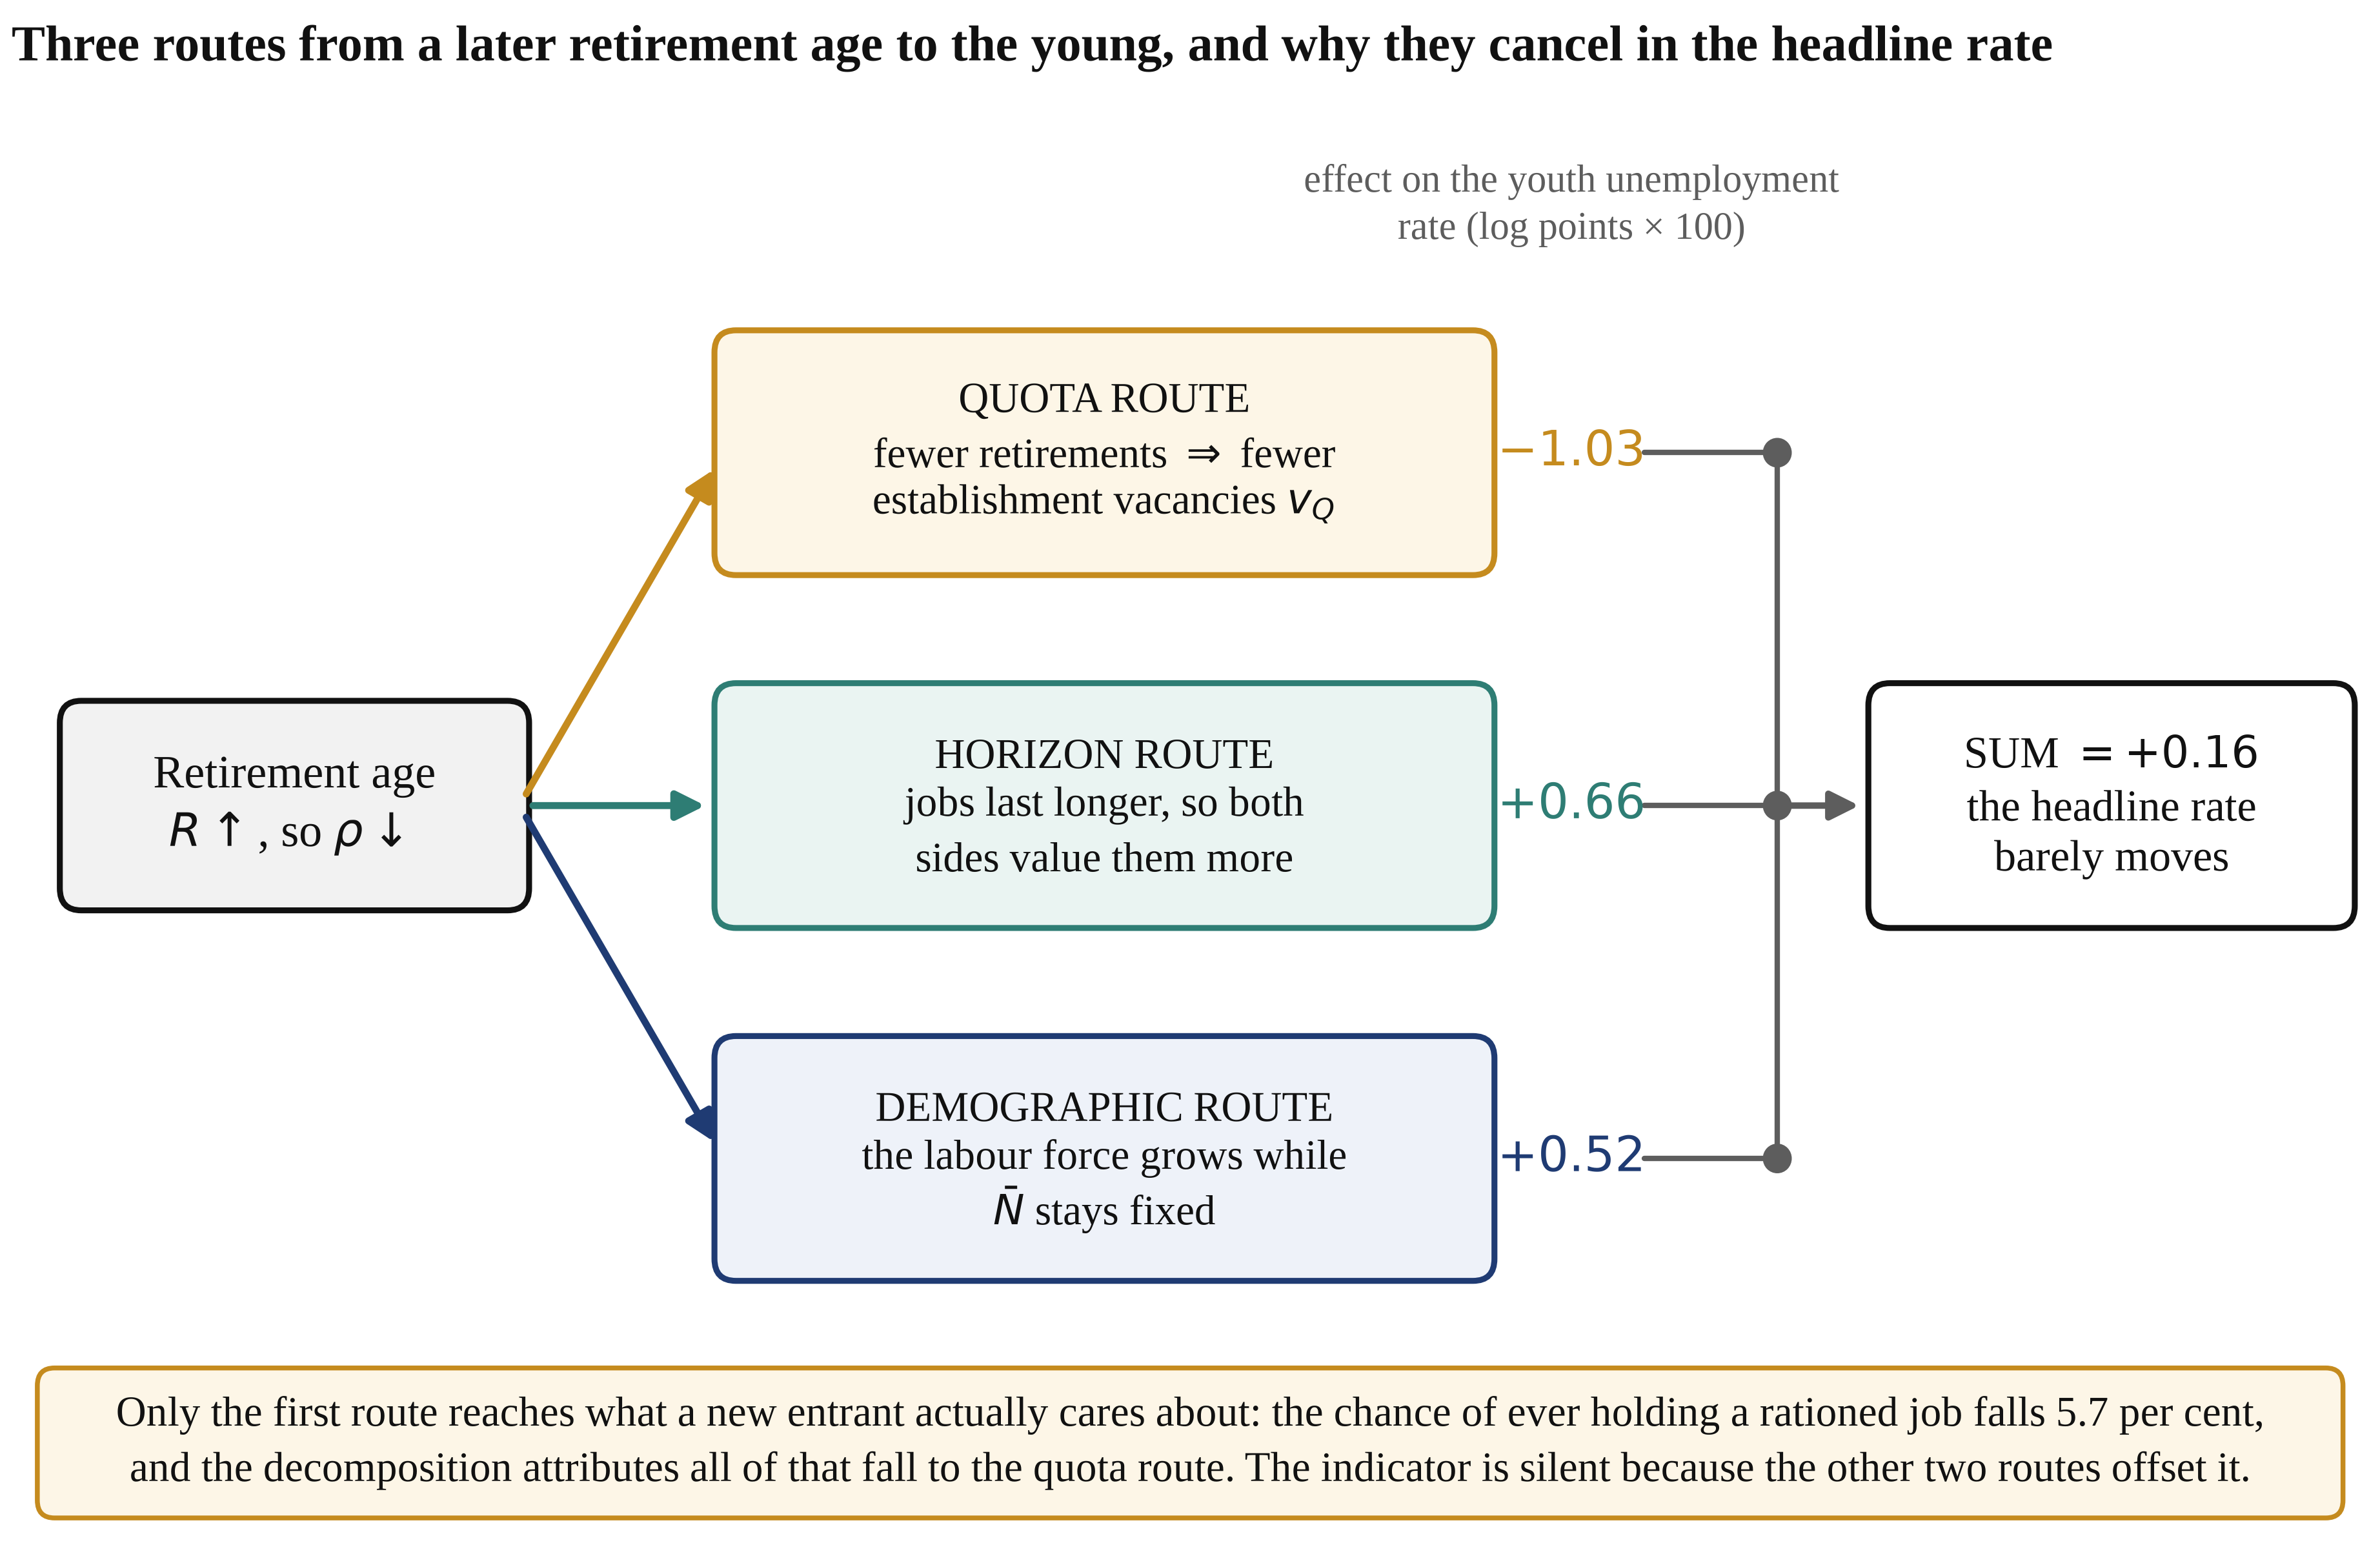 Three routes from a later retirement age to the young, and why they cancel in the headline rate
effect on the youth unemployment
rate (log points × 100)
QUOTA ROUTE
fewer retirements ⇒ fewer
establishment vacancies v_Q
−1.03
Retirement age
R ↑ , so ρ ↓
HORIZON ROUTE
jobs last longer, so both
sides value them more
+0.66
SUM = +0.16
the headline rate
barely moves
DEMOGRAPHIC ROUTE
the labour force grows while
N̄ stays fixed
+0.52
Only the first route reaches what a new entrant actually cares about: the chance of ever holding a rationed job falls 5.7 per cent,
and the decomposition attributes all of that fall to the quota route. The indicator is silent because the other two routes offset it.